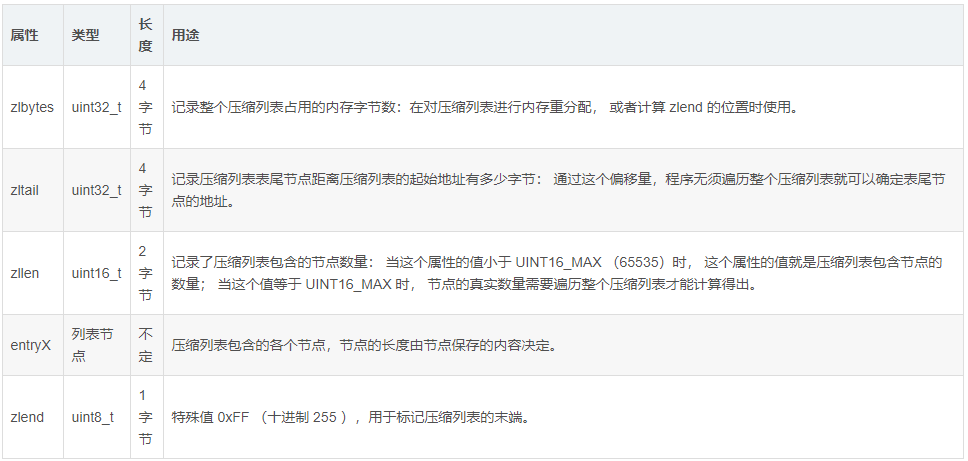 属性 类型 长度 用途
zlbytes uint32_t 4字节 记录整个压缩列表占用的内存字节数：在对压缩列表进行内存重分配， 或者计算 zlend 的位置时使用。
zltail uint32_t 4字节 记录压缩列表表尾节点距离压缩列表的起始地址有多少字节： 通过这个偏移量，程序无须遍历整个压缩列表就可以确定表尾节
点的地址。
zllen uint16_t 2字节 记录了压缩列表包含的节点数量： 当这个属性的值小于 UINT16_MAX （65535）时， 这个属性的值就是压缩列表包含节点的
数量； 当这个值等于 UINT16_MAX 时， 节点的真实数量需要遍历整个压缩列表才能计算得出。
entryX 列表节点 不定 压缩列表包含的各个节点，节点的长度由节点保存的内容决定。
zlend uint8_t 1字节 特殊值 0xFF （十进制 255 ），用于标记压缩列表的末端。